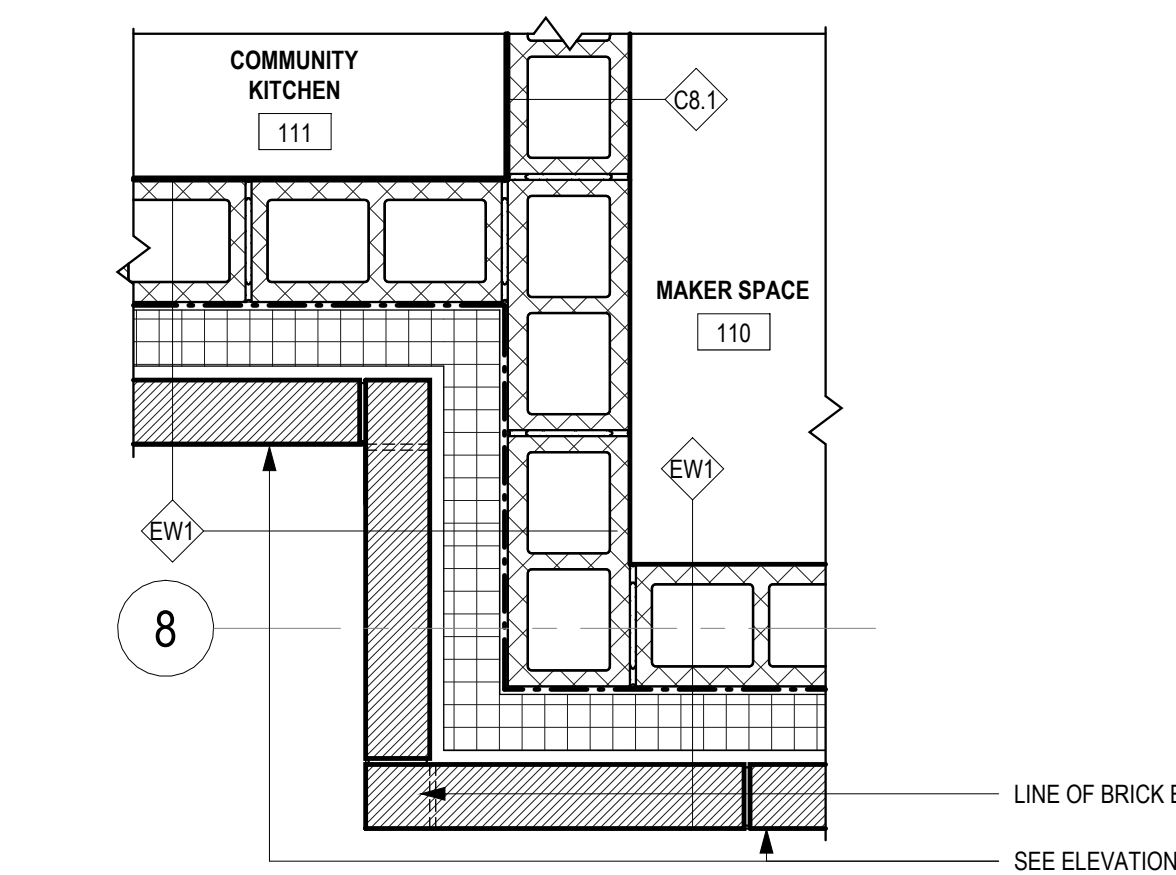 COMMUNITY
KITCHEN
111
C8.1
MAKER SPACE
110
EW1
EW1
8
LINE OF BRICK
SEE ELEVATION